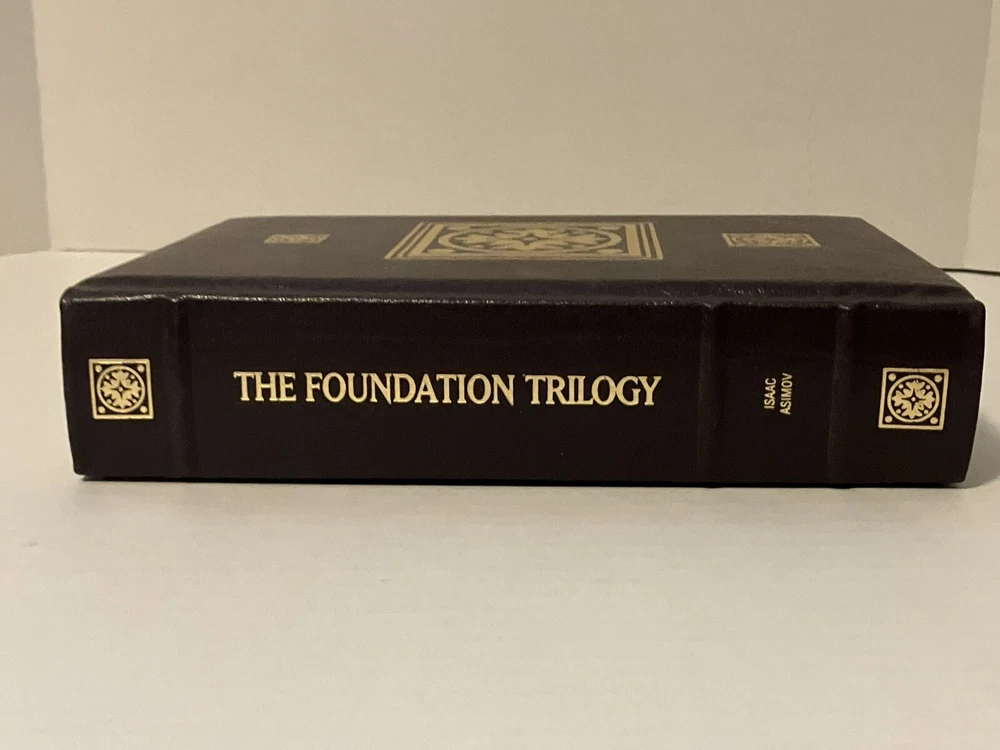 THE FOUNDATION TRILOGY
ISAAC
ASIMOV